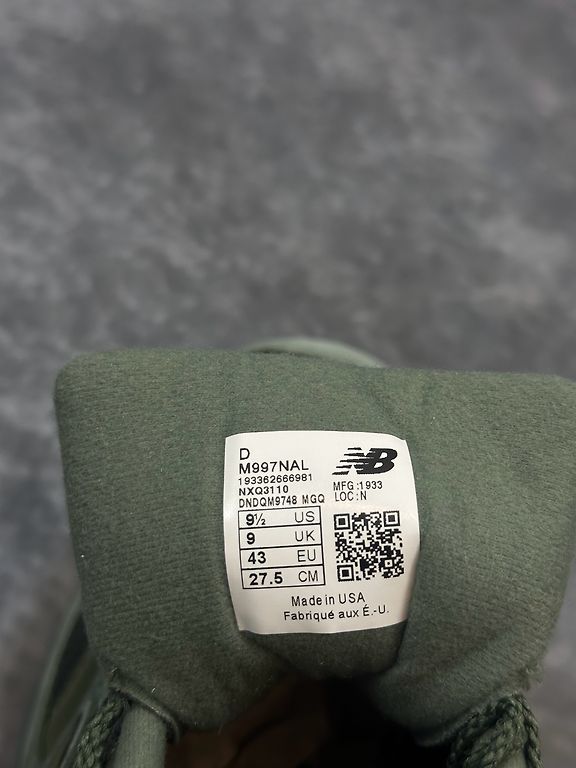 D
M997NAL
193362666981
NXQ3110
DNDQM9748 MGQ
NB
MFG:1933
LOC:N
9½ US
9 UK
43 EU
27.5 CM
Made in USA
Fabriqué aux É.-U.